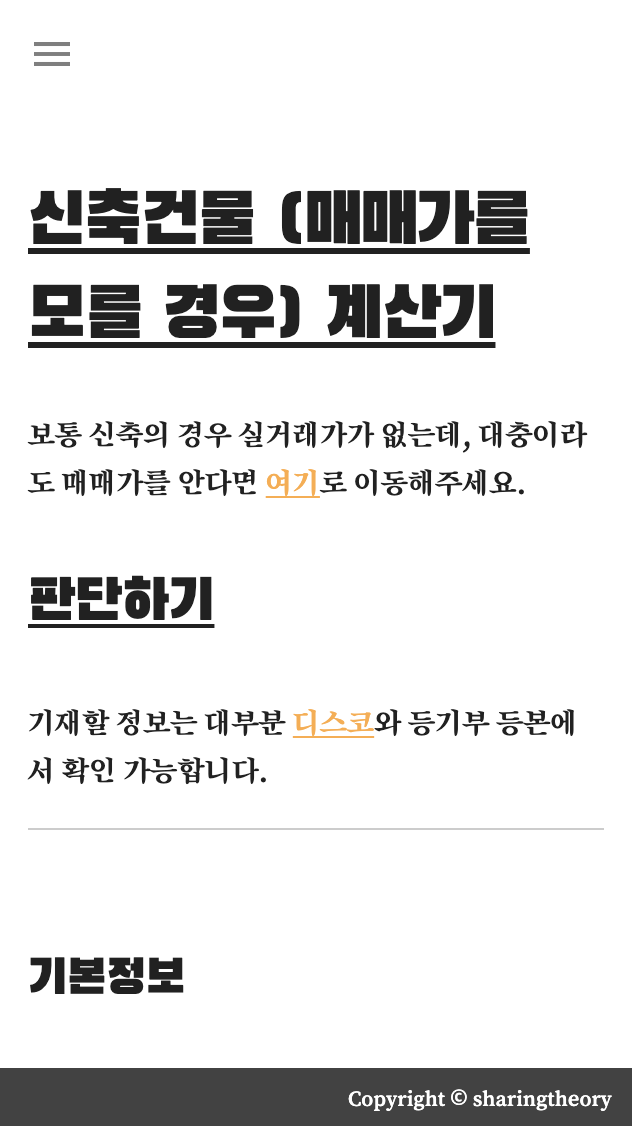 신축건물 (매매가를
모를 경우) 계산기
보통 신축의 경우 실거래가가 없는데, 대충이라
도 매매가를 안다면 여기로 이동해주세요.
판단하기
기재할 정보는 대부분 디스코와 등기부 등본에
서 확인 가능합니다.
기본정보
Copyright © sharingtheory